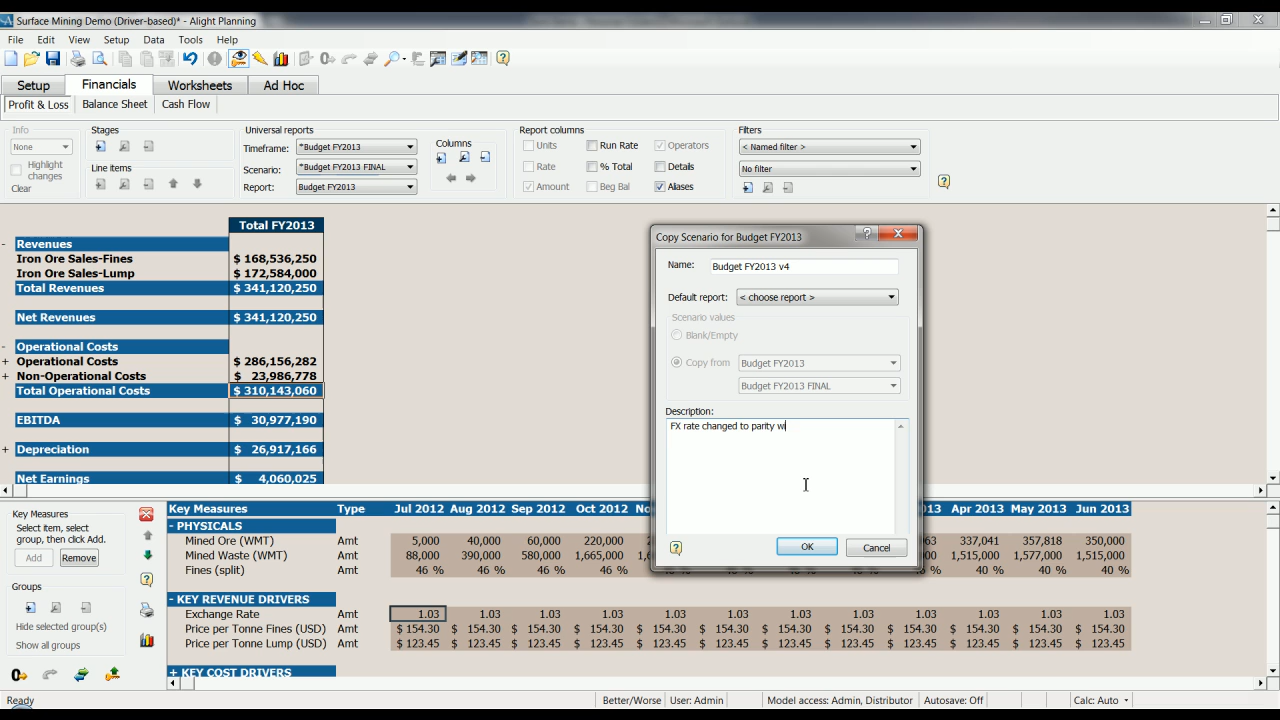 Surface Mining Demo (Driver-based)* - Alight Planning
File Edit View Setup Data Tools Help
Setup Financials Worksheets Ad Hoc
Profit & Loss Balance Sheet Cash Flow
Info Stages Universal reports Columns Report columns Filters
None Timeframe: *Budget FY2013 Units Run Rate Operators < Named filter >
Highlight changes Line items Scenario: *Budget FY2013 FINAL Rate % Total Details No filter
Clear Report: Budget FY2013 Amount Beg Bal Aliases
Total FY2013
- Revenues
Iron Ore Sales-Fines $ 168,536,250
Iron Ore Sales-Lump $ 172,584,000
Total Revenues $ 341,120,250
Net Revenues $ 341,120,250
- Operational Costs
+ Operational Costs $ 286,156,282
+ Non-Operational Costs $ 23,986,778
Total Operational Costs $ 310,143,060
EBITDA $ 30,977,190
+ Depreciation $ 26,917,166
Net Earnings $ 4,060,025
Copy Scenario for Budget FY2013
Name: Budget FY2013 v4
Default report: < choose report >
Scenario values
Blank/Empty
Copy from Budget FY2013
Budget FY2013 FINAL
Description:
FX rate changed to parity wi
OK Cancel
Key Measures
Select item, select
group, then click Add.
Add Remove
Groups
Hide selected group(s)
Show all groups
Key Measures Type Jul 2012 Aug 2012 Sep 2012 Oct 2012 Apr 2013 May 2013 Jun 2013
- PHYSICALS
Mined Ore (WMT) Amt 5,000 40,000 60,000 220,000 337,041 357,818 350,000
Mined Waste (WMT) Amt 88,000 390,000 580,000 1,665,000 1,515,000 1,577,000 1,515,000
Fines (split) Amt 46 % 46 % 46 % 46 % 40 % 40 % 40 %
- KEY REVENUE DRIVERS
Exchange Rate Amt 1.03 1.03 1.03 1.03 1.03 1.03 1.03 1.03 1.03 1.03 1.03 1.03
Price per Tonne Fines (USD) Amt $ 154.30 $ 154.30 $ 154.30 $ 154.30 $ 154.30 $ 154.30 $ 154.30 $ 154.30 $ 154.30 $ 154.30 $ 154.30 $ 154.30
Price per Tonne Lump (USD) Amt $ 123.45 $ 123.45 $ 123.45 $ 123.45 $ 123.45 $ 123.45 $ 123.45 $ 123.45 $ 123.45 $ 123.45 $ 123.45 $ 123.45
+ KEY COST DRIVERS
Ready Better/Worse User: Admin Model access: Admin, Distributor Autosave: Off Calc: Auto